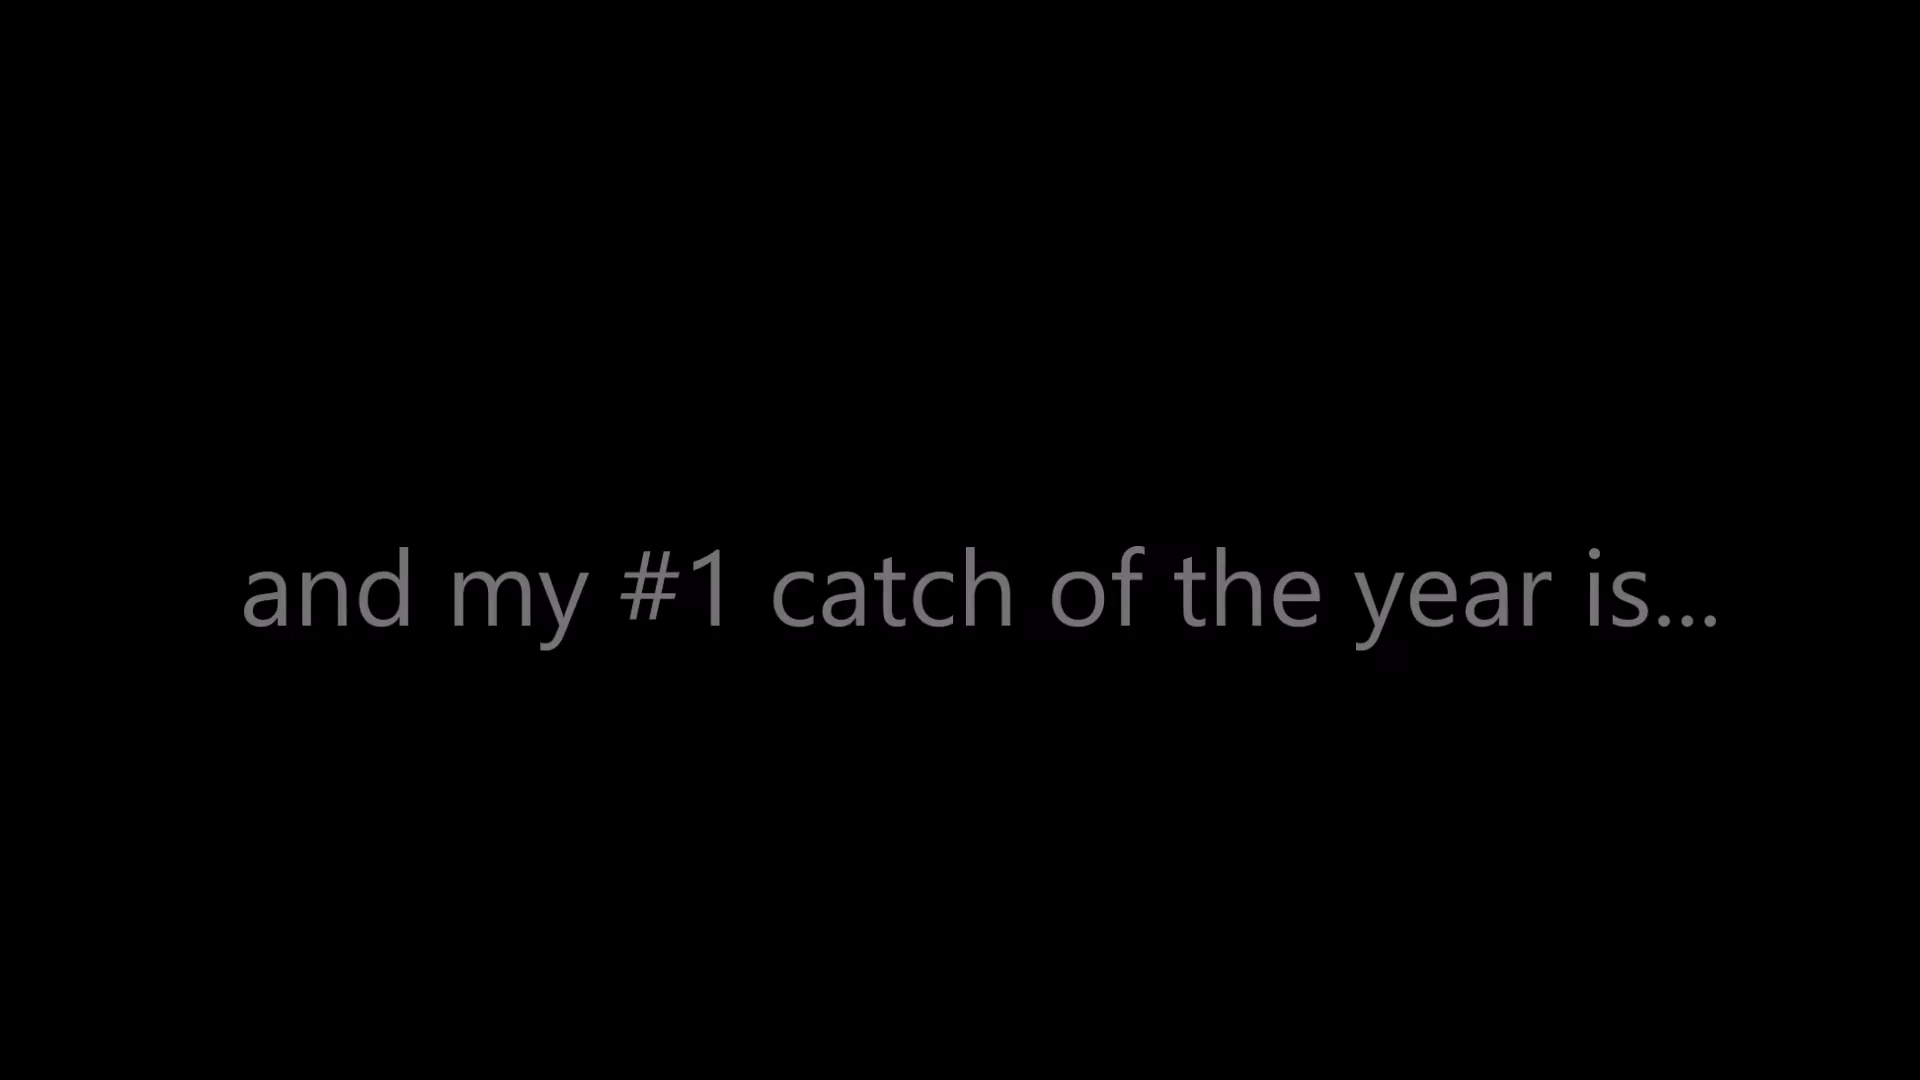 and my #1 catch of the year is...